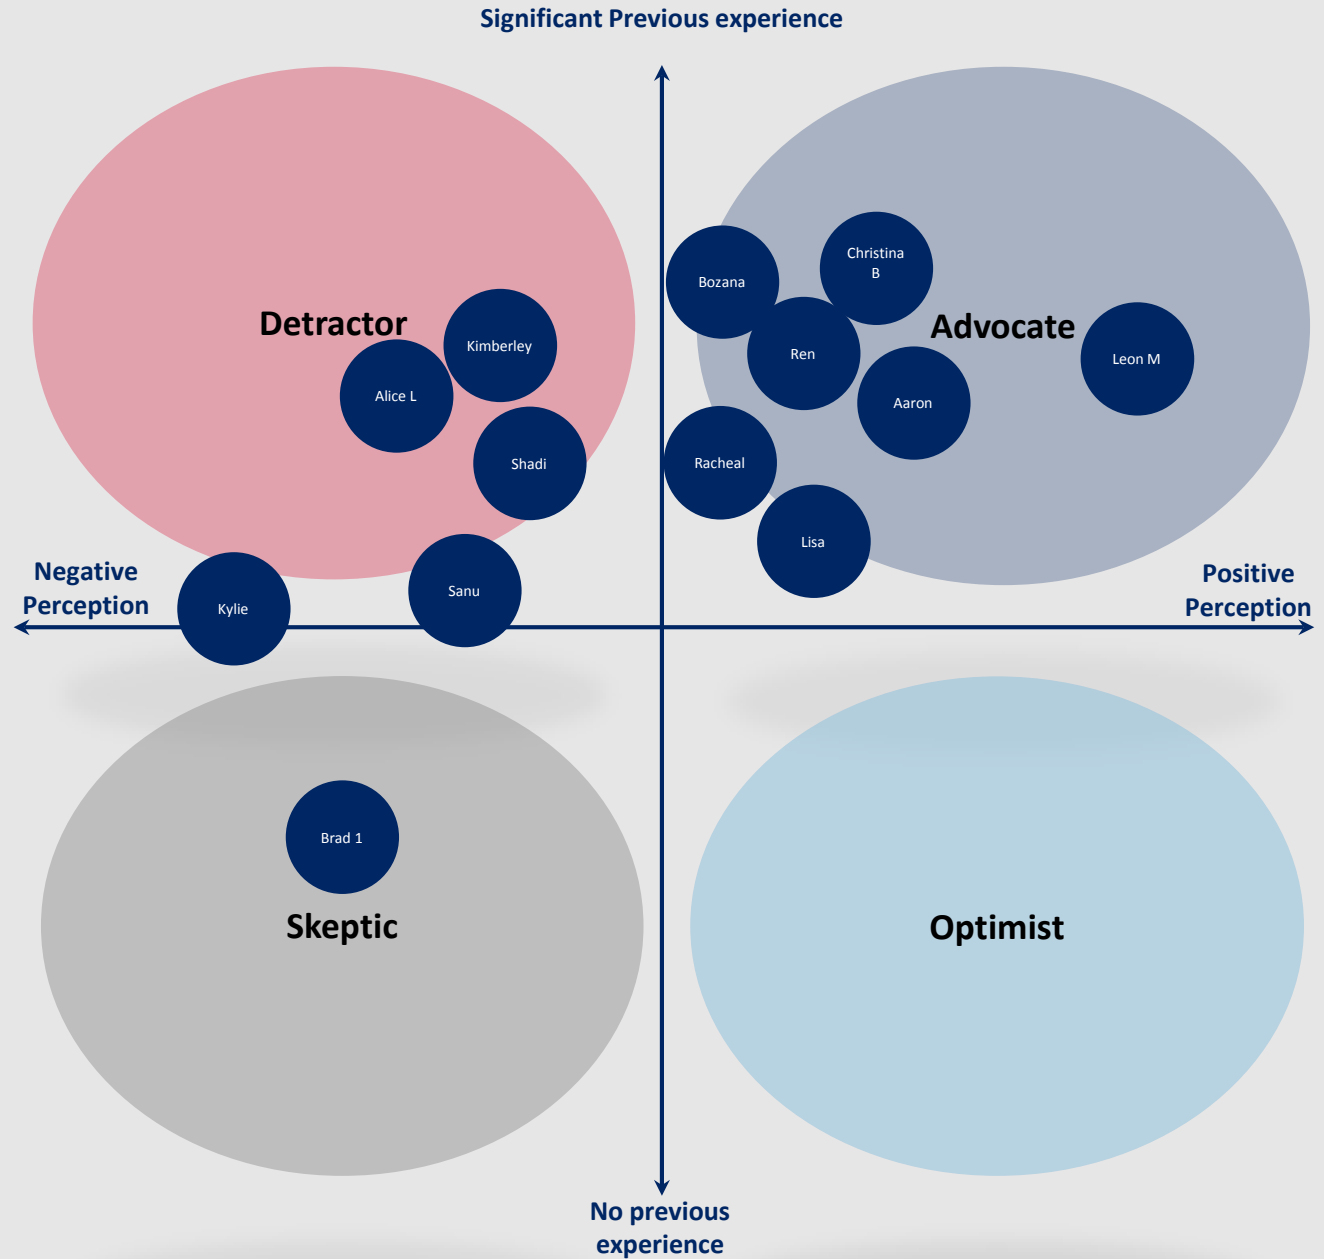 Significant Previous experience
Christina
B
Bozana
Detractor
Advocate
Kimberley
Ren
Leon M
Alice L
Aaron
Shadi
Racheal
Lisa
Negative
Perception
Positive
Perception
Sanu
Kylie
Brad 1
Skeptic
Optimist
No previous
experience